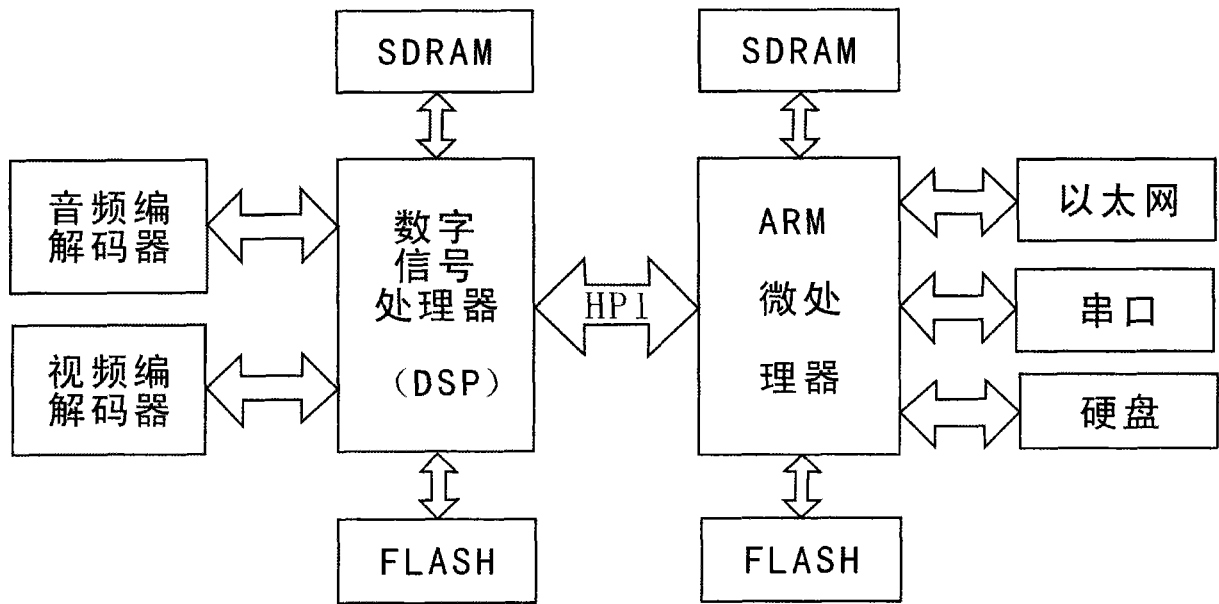 SDRAM
SDRAM
音频编
解码器
数字
信号
处理器
（DSP）
视频编
解码器
HPI
ARM
微处
理器
以太网
串口
硬盘
FLASH
FLASH